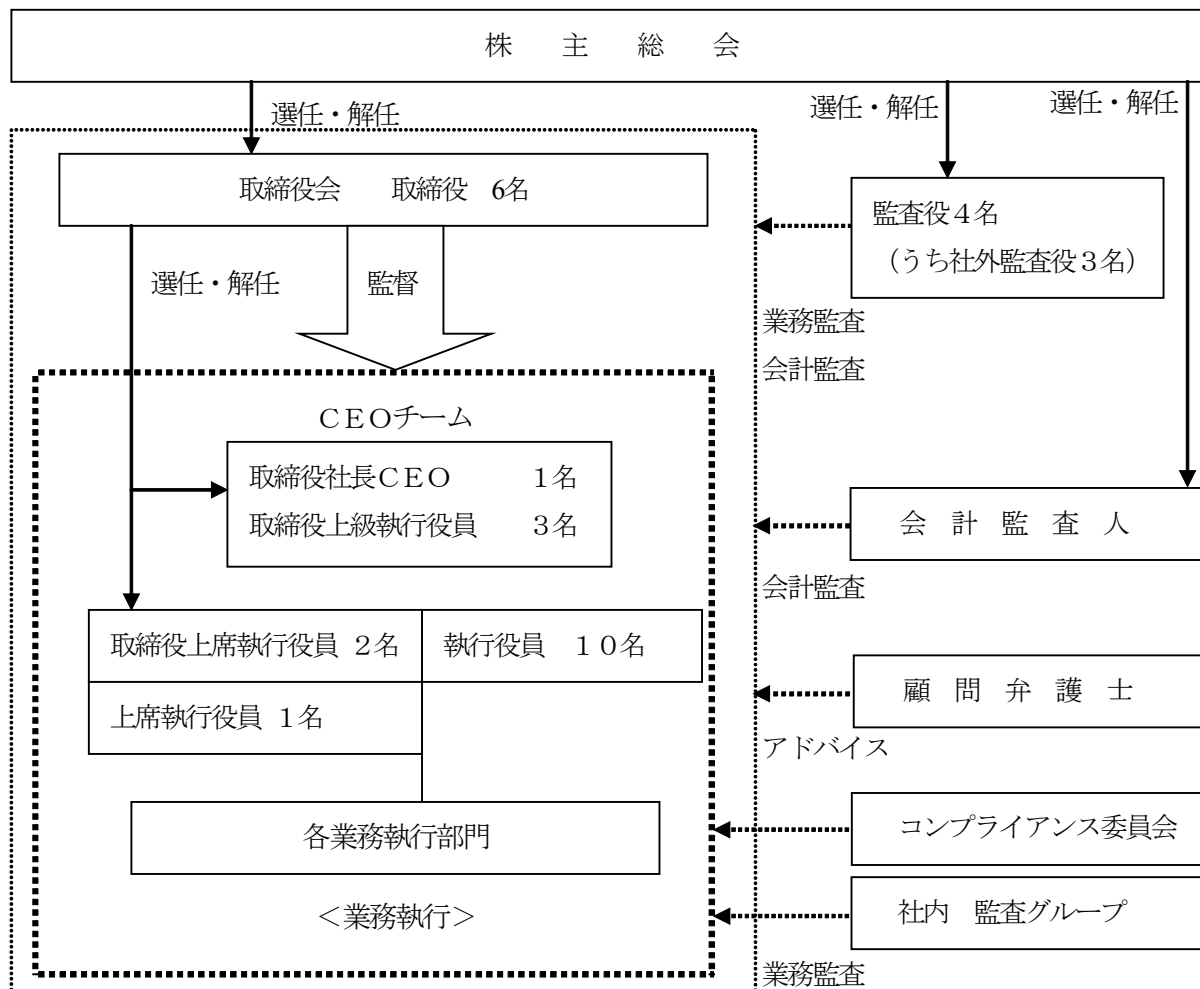 株 主 総 会
選任・解任
選任・解任
選任・解任
取締役会 取締役 6名
監査役4名
(うち社外監査役3名)
選任・解任
監督
業務監査
会計監査
CEOチーム
取締役社長CEO 1名
取締役上級執行役員 3名
会 計 監 査 人
会計監査
取締役上席執行役員 2名
執行役員 10名
上席執行役員 1名
顧 問 弁 護 士
アドバイス
各業務執行部門
コンプライアンス委員会
<業務執行>
社内 監査グループ
業務監査